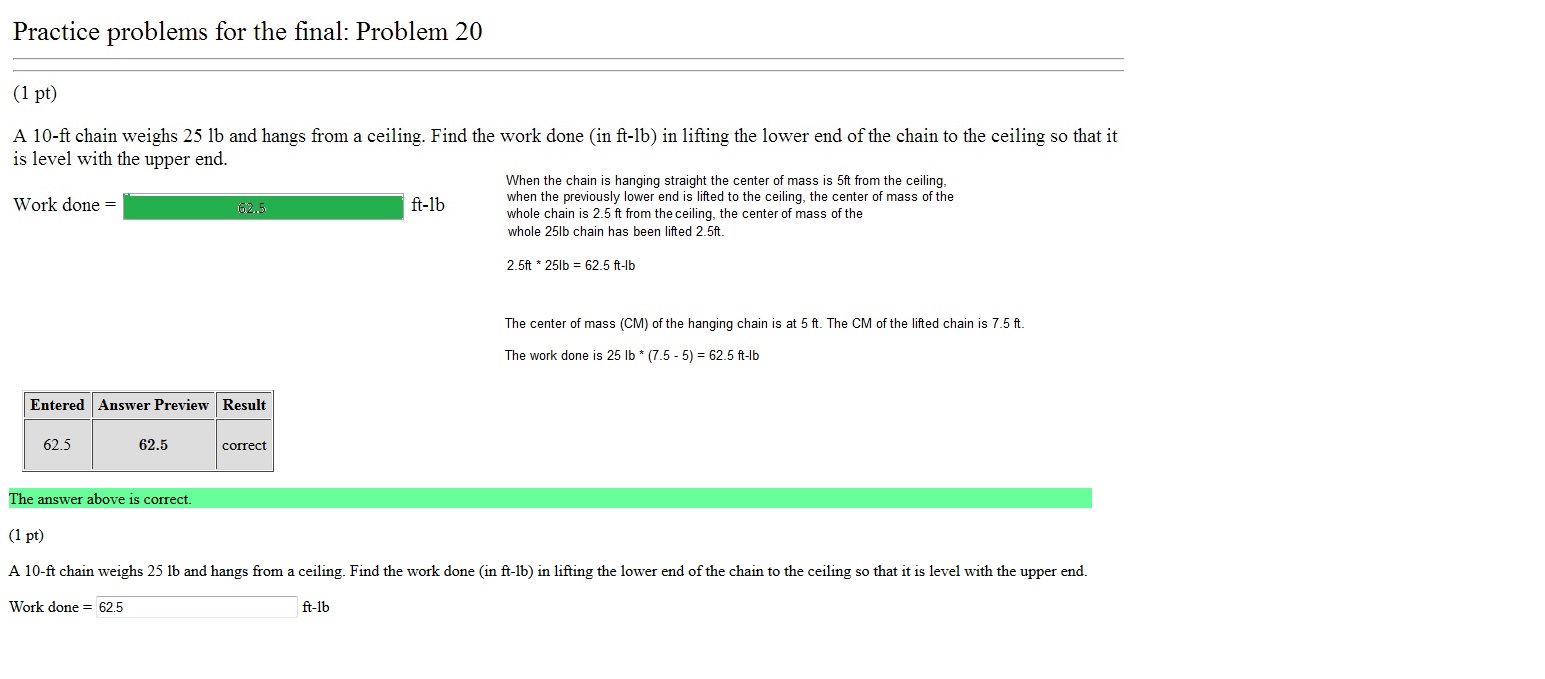 Practice problems for the final: Problem 20
(1 pt)
A 10-ft chain weighs 25 lb and hangs from a ceiling. Find the work done (in ft-lb) in lifting the lower end of the chain to the ceiling so that it
is level with the upper end.
Work done = 62.5 ft-lb
When the chain is hanging straight the center of mass is 5ft from the ceiling,
when the previously lower end is lifted to the ceiling, the center of mass of the
whole chain is 2.5 ft from the ceiling, the center of mass of the
whole 25lb chain has been lifted 2.5ft.
2.5ft * 25lb = 62.5 ft-lb
The center of mass (CM) of the hanging chain is at 5 ft. The CM of the lifted chain is 7.5 ft.
The work done is 25 lb * (7.5 - 5) = 62.5 ft-lb
Entered Answer Preview Result
62.5 62.5 correct
The answer above is correct.
(1 pt)
A 10-ft chain weighs 25 lb and hangs from a ceiling. Find the work done (in ft-lb) in lifting the lower end of the chain to the ceiling so that it is level with the upper end.
Work done = 62.5 ft-lb